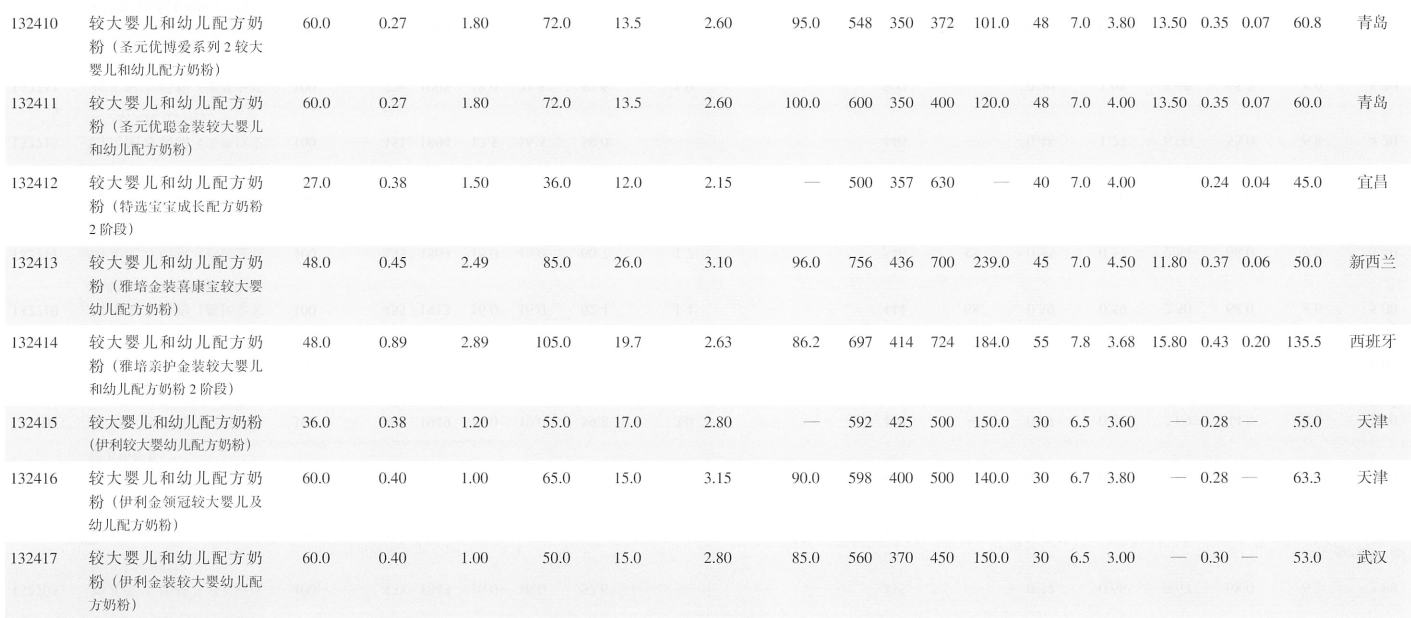 132410 较大婴儿和幼儿配方奶 60.0 0.27 1.80 72.0 13.5 2.60 95.0 548 350 372 101.0 48 7.0 3.80 13.50 0.35 0.07 60.8 青岛
粉（圣元优博爱系列2较大
婴儿和幼儿配方奶粉）
132411 较大婴儿和幼儿配方奶 60.0 0.27 1.80 72.0 13.5 2.60 100.0 600 350 400 120.0 48 7.0 4.00 13.50 0.35 0.07 60.0 青岛
粉（圣元优聪金装较大婴儿
和幼儿配方奶粉）
132412 较大婴儿和幼儿配方奶 27.0 0.38 1.50 36.0 12.0 2.15 — 500 357 630 — 40 7.0 4.00 0.24 0.04 45.0 宜昌
粉（特选宝宝成长配方奶粉
2阶段）
132413 较大婴儿和幼儿配方奶 48.0 0.45 2.49 85.0 26.0 3.10 96.0 756 436 700 239.0 45 7.0 4.50 11.80 0.37 0.06 50.0 新西兰
粉（雅培金装喜康宝较大婴
幼儿配方奶粉）
132414 较大婴儿和幼儿配方奶 48.0 0.89 2.89 105.0 19.7 2.63 86.2 697 414 724 184.0 55 7.8 3.68 15.80 0.43 0.20 135.5 西班牙
粉（雅培亲护金装较大婴儿
和幼儿配方奶粉2阶段）
132415 较大婴儿和幼儿配方奶粉 36.0 0.38 1.20 55.0 17.0 2.80 — 592 425 500 150.0 30 6.5 3.60 — 0.28 — 55.0 天津
(伊利较大婴幼儿配方奶粉）
132416 较大婴儿和幼儿配方奶 60.0 0.40 1.00 65.0 15.0 3.15 90.0 598 400 500 140.0 30 6.7 3.80 — 0.28 — 63.3 天津
粉（伊利金领冠较大婴儿及
幼儿配方奶粉）
132417 较大婴儿和幼儿配方奶 60.0 0.40 1.00 50.0 15.0 2.80 85.0 560 370 450 150.0 30 6.5 3.00 — 0.30 — 53.0 武汉
粉（伊利金装较大婴幼儿配
方奶粉）